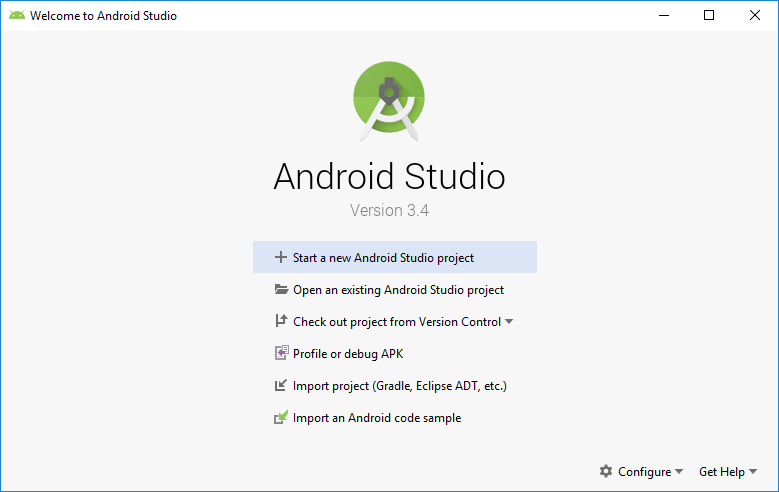 Welcome to Android Studio
Android Studio
Version 3.4
Start a new Android Studio project
Open an existing Android Studio project
Check out project from Version Control
Profile or debug APK
Import project (Gradle, Eclipse ADT, etc.)
Import an Android code sample
Configure Get Help